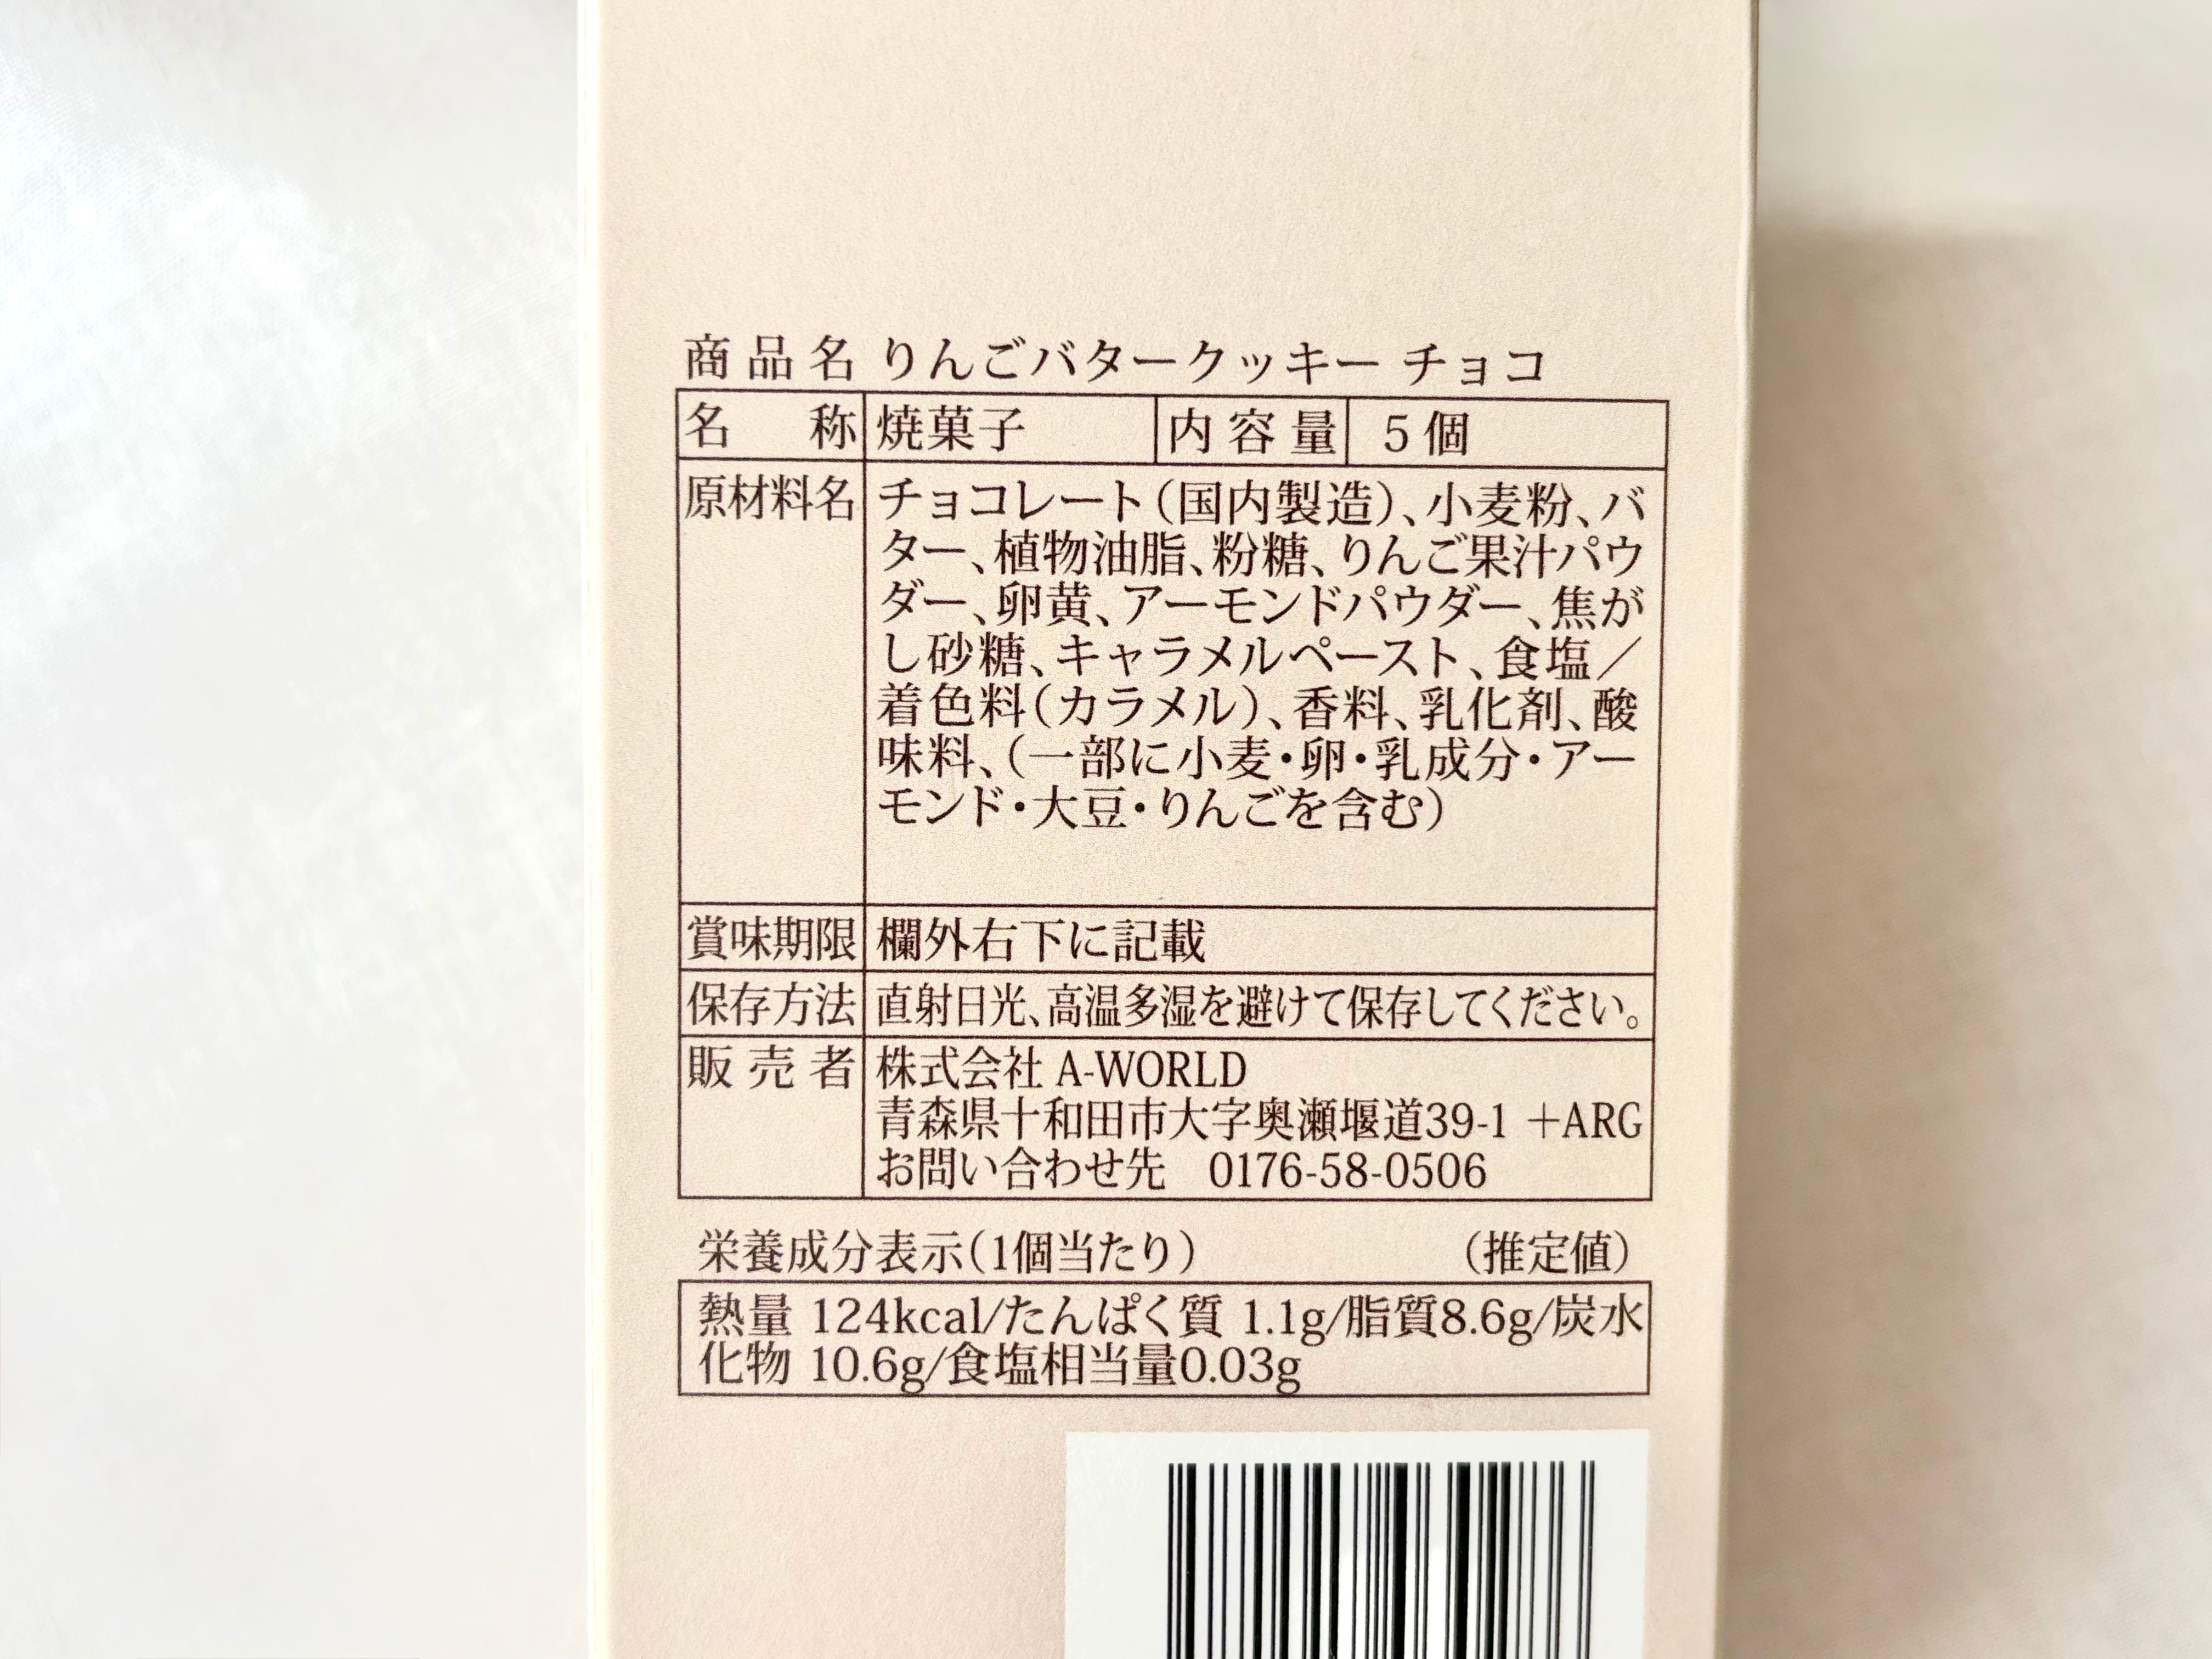 商品名 りんごバタークッキー チョコ
名称 焼菓子 内容量 5個
原材料名 チョコレート(国内製造)、小麦粉、バ
ター、植物油脂、粉糖、りんご果汁パウ
ダー、卵黄、アーモンドパウダー、焦が
し砂糖、キャラメルペースト、食塩／
着色料(カラメル)、香料、乳化剤、酸
味料、(一部に小麦・卵・乳成分・アー
モンド・大豆・りんごを含む)
賞味期限 欄外右下に記載
保存方法 直射日光、高温多湿を避けて保存してください。
販売者 株式会社 A-WORLD
青森県十和田市大字奥瀬堰道39-1 +ARG
お問い合わせ先 0176-58-0506
栄養成分表示(1個当たり) (推定値)
熱量 124kcal/たんぱく質 1.1g/脂質8.6g/炭水
化物 10.6g/食塩相当量0.03g